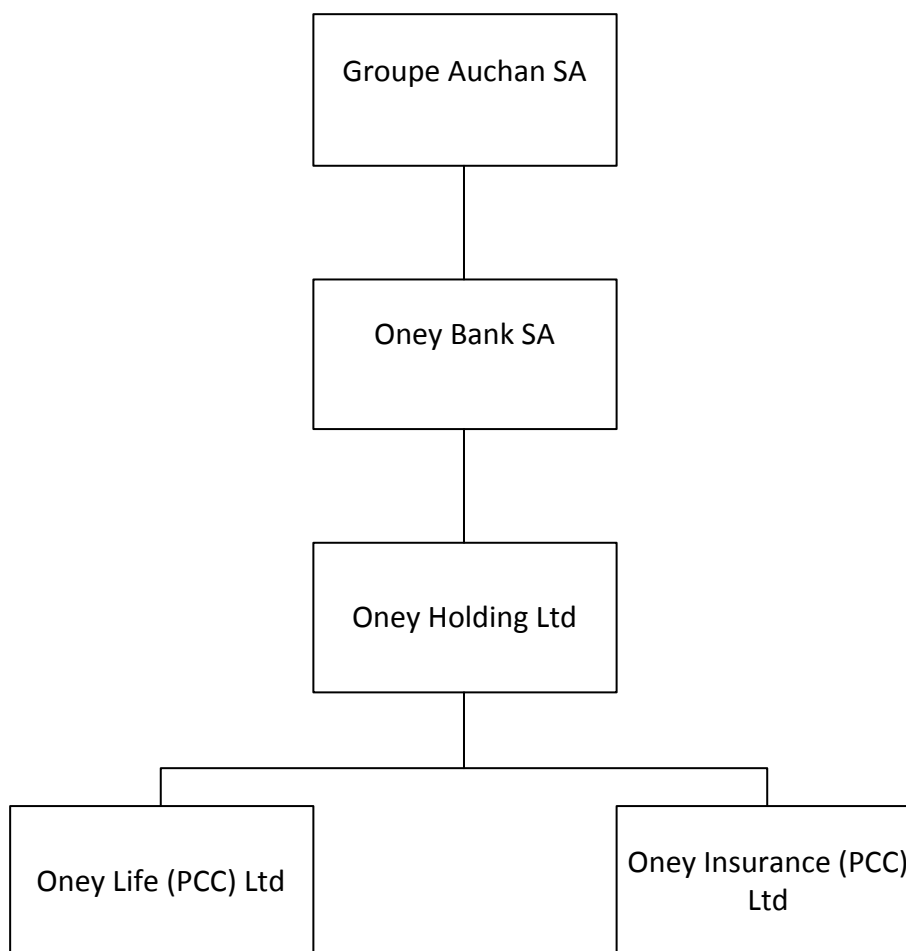 Groupe Auchan SA
Oney Bank SA
Oney Holding Ltd
Oney Life (PCC) Ltd
Oney Insurance (PCC)
Ltd